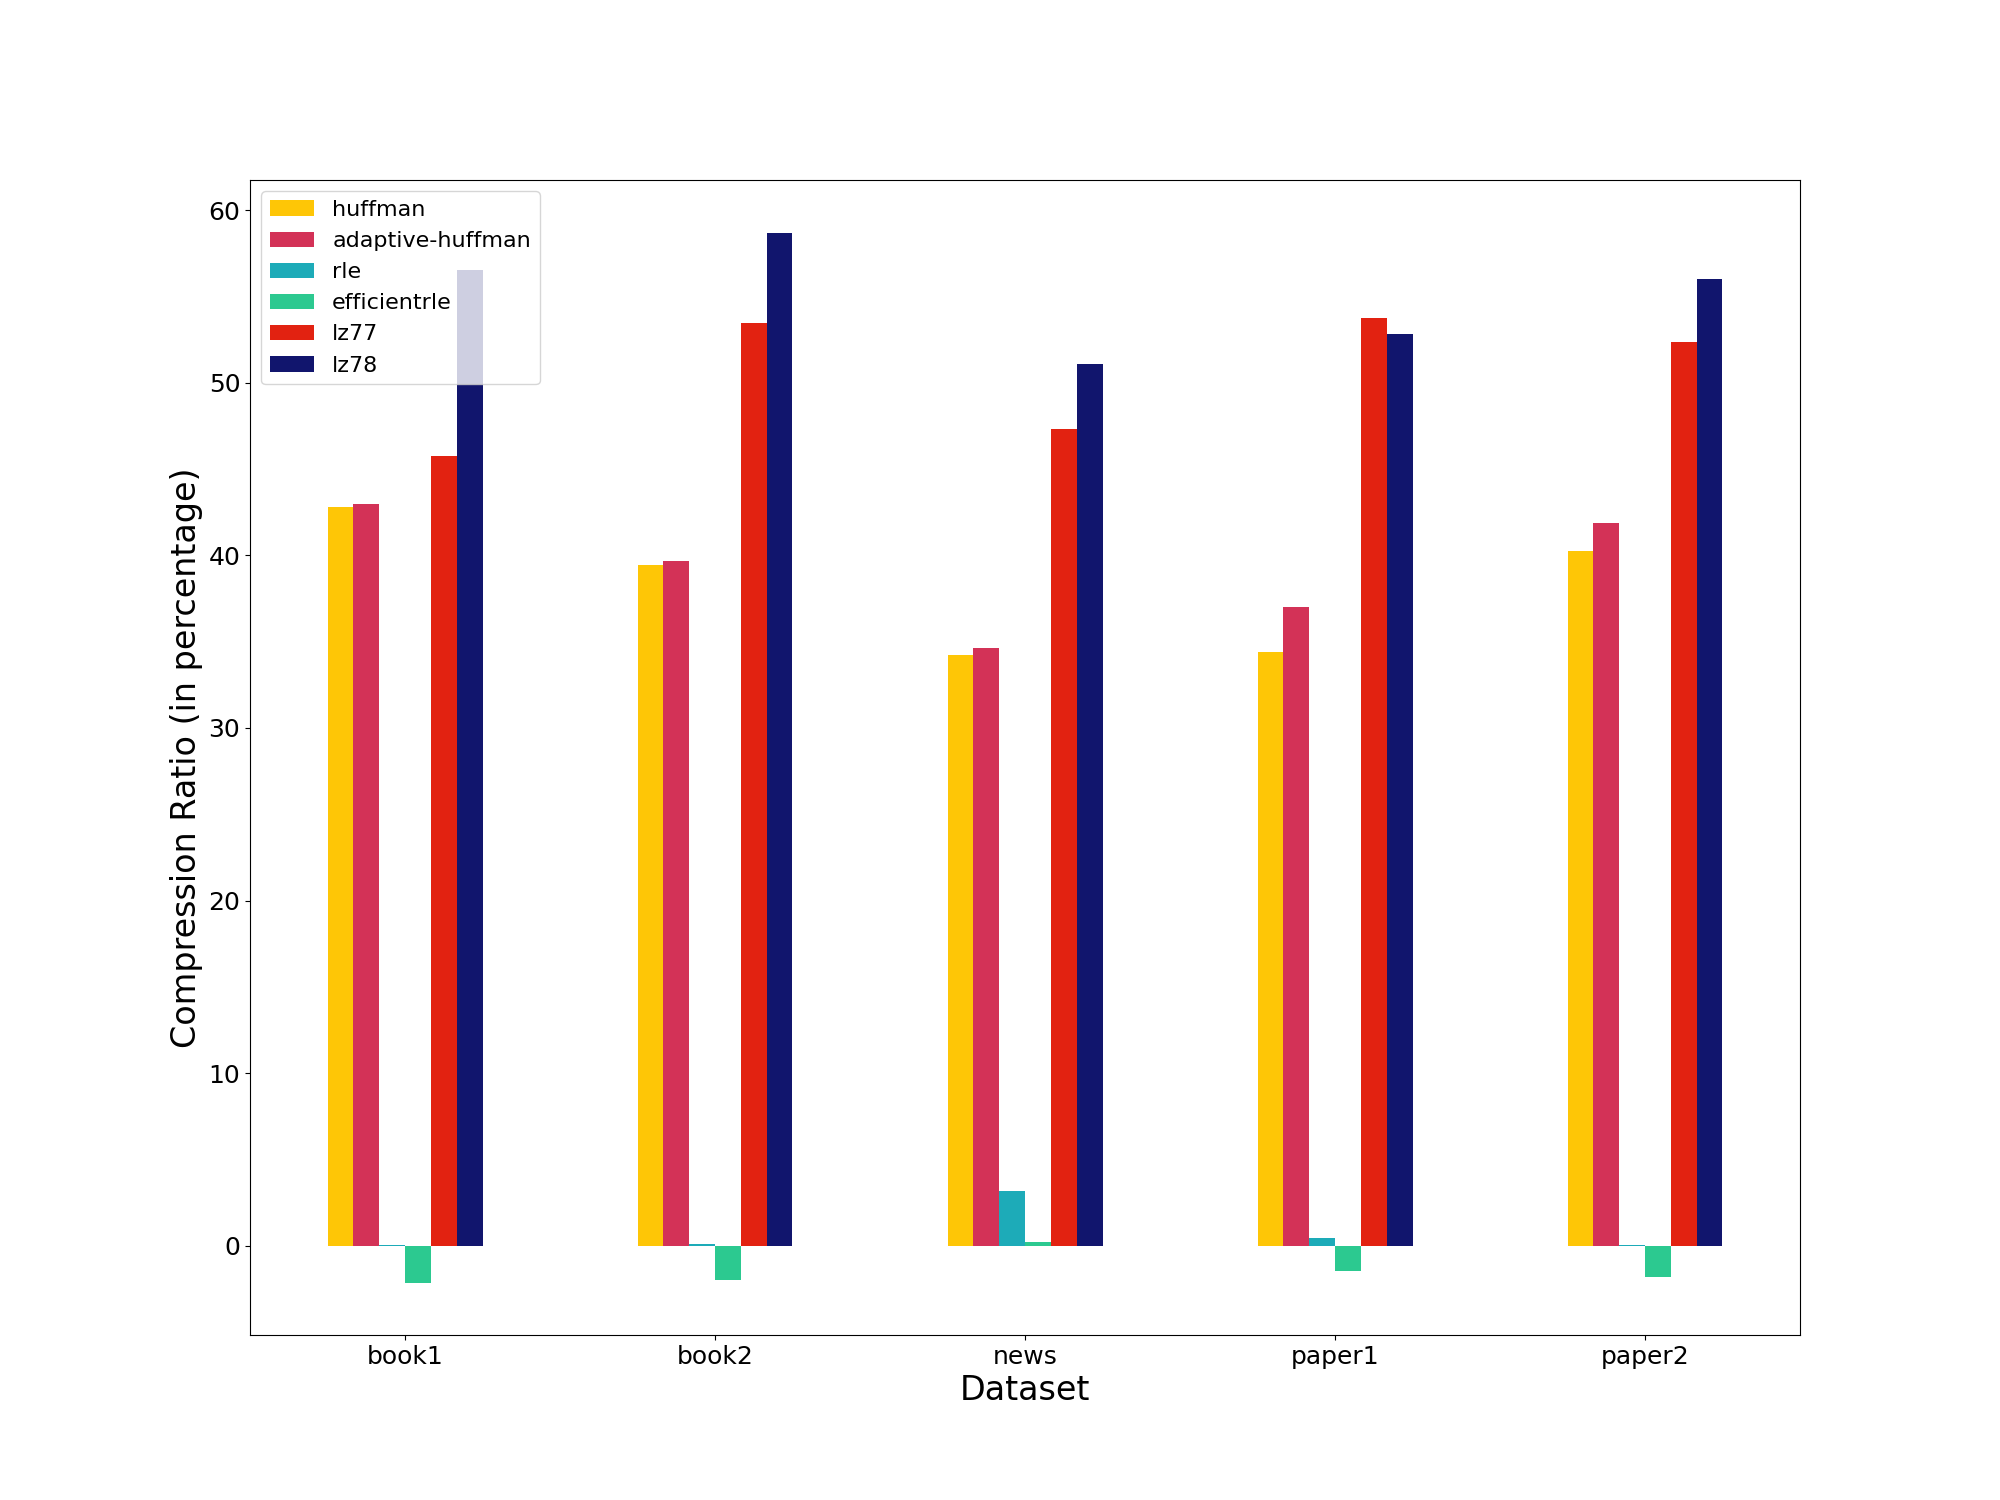 huffman
adaptive-huffman
rle
efficientrle
lz77
lz78
Compression Ratio (in percentage)
60
50
40
30
20
10
0
book1 book2 news paper1 paper2
Dataset